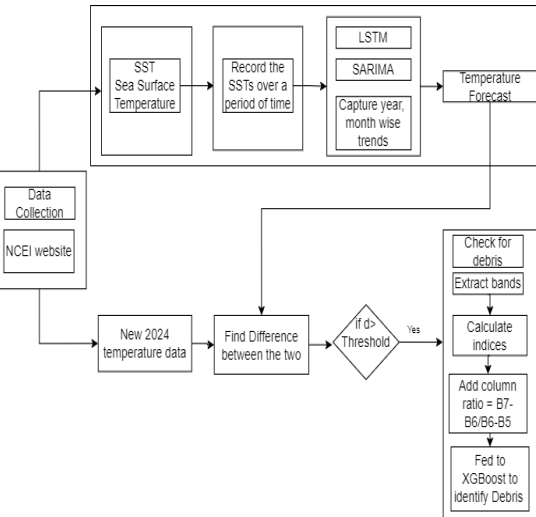 SST
Sea Surface
Temperature
Record the
SSTs over a
period of time
LSTM
SARIMA
Capture year,
month wise
trends
Temperature
Forecast
Data
Collection
NCEI website
New 2024
temperature data
Find Difference
between the two
if d>
Threshold
Yes
Check for
debris
Extract bands
Calculate
indices
Add column
ratio = B7-
B6/B6-B5
Fed to
XGBoost to
identify Debris